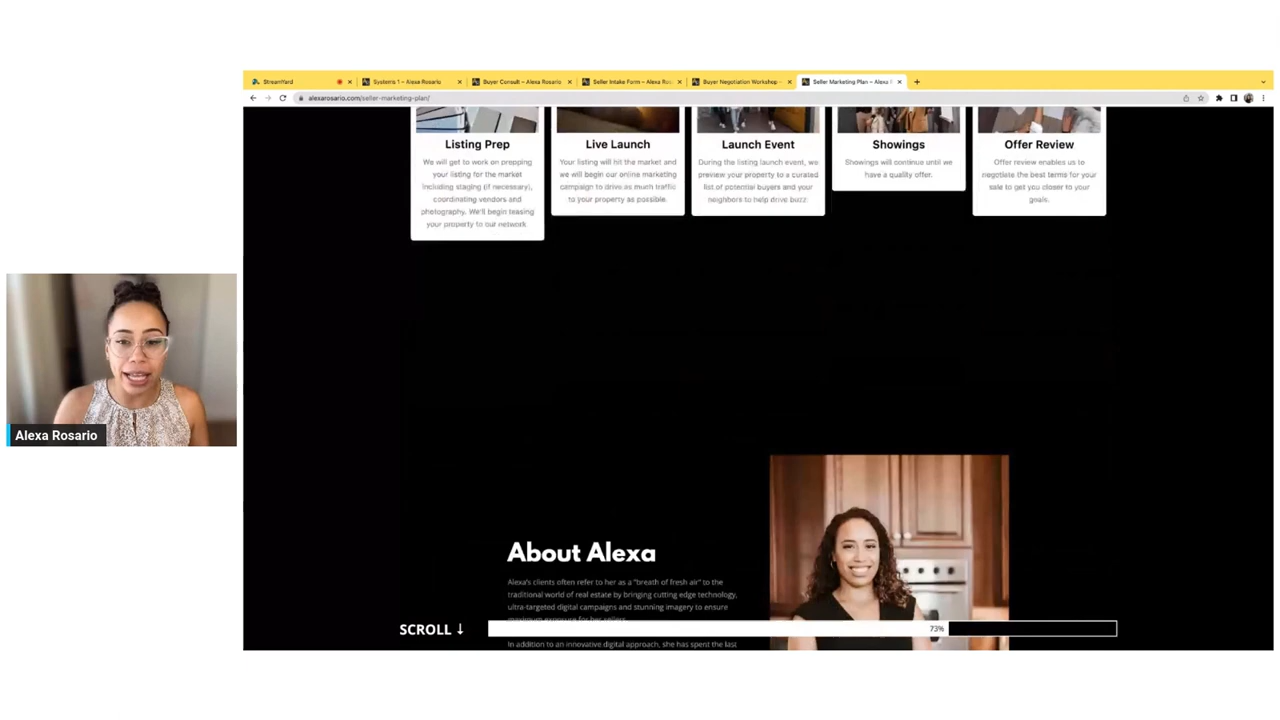 StreamYard
Systems 1 – Alexa Rosario
Buyer Consult – Alexa Rosario
Seller Intake Form – Alexa Ros
Buyer Negotiation Workshop –
Seller Marketing Plan – Alexa
alexarosario.com/seller-marketing-plan/
Listing Prep
We will get to work on prepping
your listing for the market
including staging (if necessary),
coordinating vendors and
photography. We'll begin teasing
your property to our network
Live Launch
Your listing will hit the market and
we will begin our online marketing
campaign to drive as much traffic
to your property as possible.
Launch Event
During the listing launch event, we
preview your property to a curated
list of potential buyers and your
neighbors to help drive buzz.
Showings
Showings will continue until we
have a quality offer.
Offer Review
Offer review enables us to
negotiate the best terms for your
sale to get you closer to your
goals.
Alexa Rosario
About Alexa
Alexa's clients often refer to her as a "breath of fresh air" to the
traditional world of real estate by bringing cutting edge technology,
ultra-targeted digital campaigns and stunning imagery to ensure
maximum exposure for her sellers.
SCROLL ↓
73%
In addition to an innovative digital approach, she has spent the last